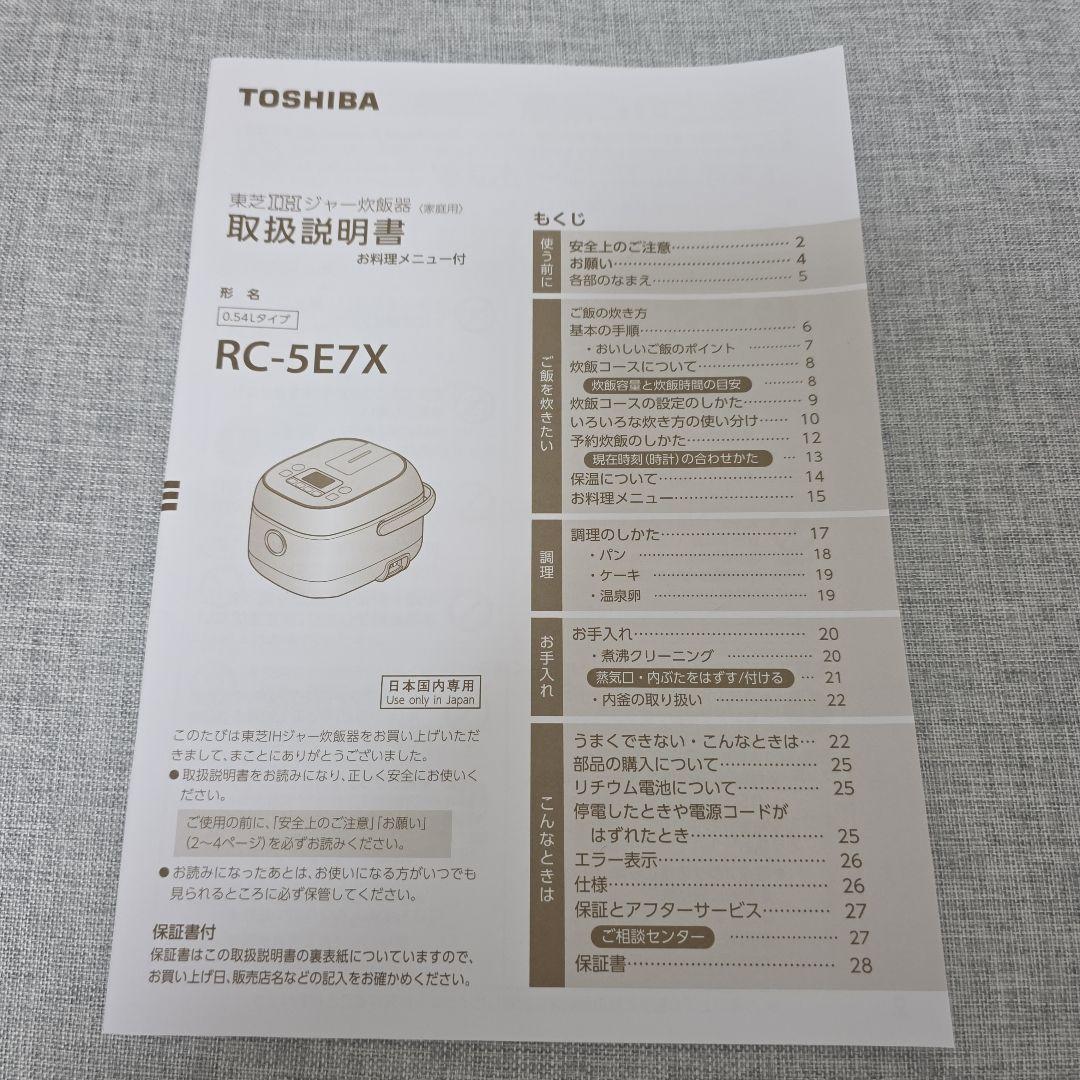 TOSHIBA
東芝IHジャー炊飯器〈家庭用〉
取扱説明書
お料理メニュー付
形 名
0.54Lタイプ
RC-5E7X
日本国内専用
Use only in Japan
このたびは東芝IHジャー炊飯器をお買い上げいただ
きまして、まことにありがとうございました。
●取扱説明書をお読みになり、正しく安全にお使いく
ださい。
ご使用の前に、「安全上のご注意」「お願い」
(2〜4ページ)を必ずお読みください。
●お読みになったあとは、お使いになる方がいつでも
見られるところに必ず保管してください。
保証書付
保証書はこの取扱説明書の裏表紙についていますので、
お買い上げ日、販売店名などの記入をお確かめください。
もくじ
使う前に
安全上のご注意………………………… 2
お願い…………………………………… 4
各部のなまえ…………………………… 5
ご飯を炊きたい
ご飯の炊き方
基本の手順……………………………… 6
・おいしいご飯のポイント ………… 7
炊飯コースについて…………………… 8
炊飯容量と炊飯時間の目安 ……… 8
炊飯コースの設定のしかた…………… 9
いろいろな炊き方の使い分け…… 10
予約炊飯のしかた…………………… 12
現在時刻(時計)の合わせかた … 13
保温について………………………… 14
お料理メニュー……………………… 15
調理
調理のしかた………………………… 17
・パン ……………………………… 18
・ケーキ …………………………… 19
・温泉卵 …………………………… 19
お手入れ
お手入れ……………………………… 20
・煮沸クリーニング ……………… 20
蒸気口・内ぶたをはずす/付ける … 21
・内釜の取り扱い ………………… 22
こんなときは
うまくできない・こんなときは… 22
部品の購入について………………… 25
リチウム電池について……………… 25
停電したときや電源コードが
はずれたとき………………………… 25
エラー表示…………………………… 26
仕様…………………………………… 26
保証とアフターサービス………… 27
ご相談センター ………………… 27
保証書………………………………… 28